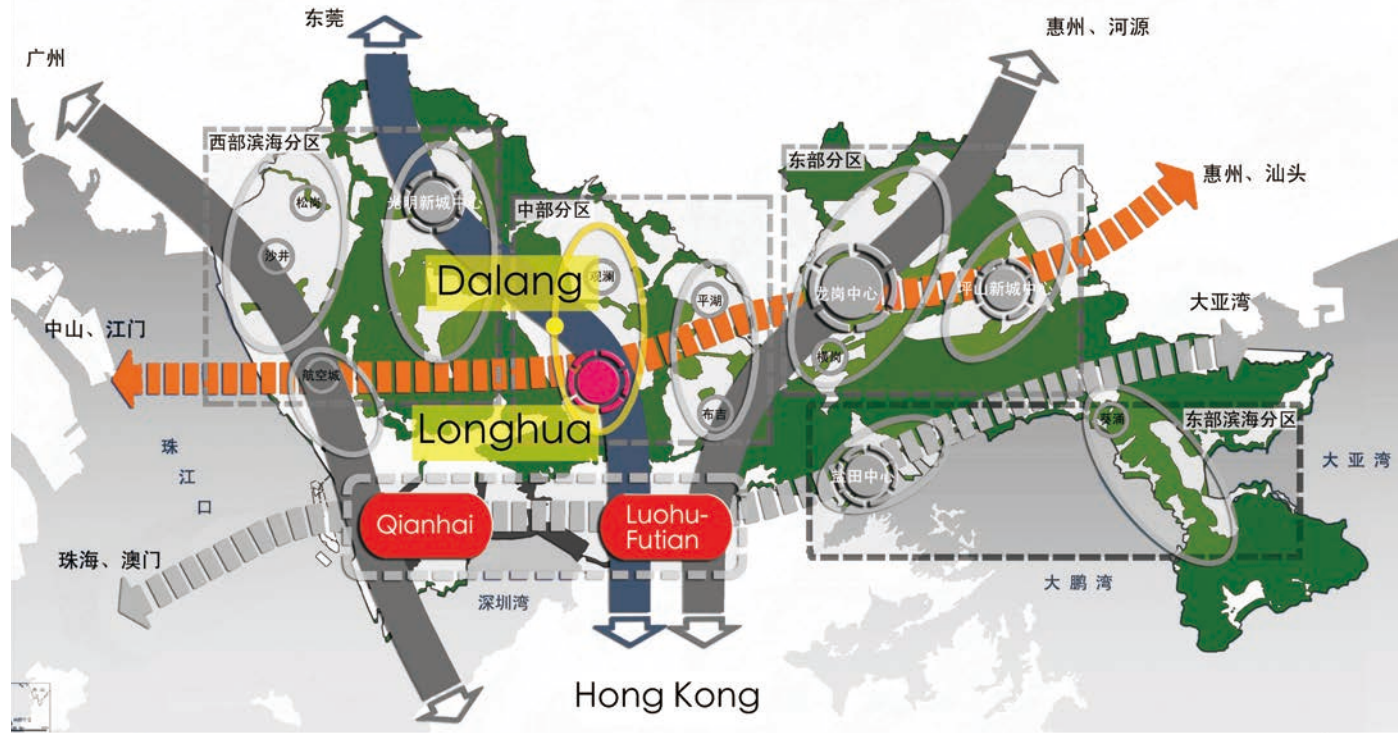 东莞
惠州、河源
广州
西部滨海分区
东部分区
惠州、汕头
松岗
光明新城中心
中部分区
沙井
Dalang
观澜
平湖
龙岗中心
坪山新城中心
大亚湾
中山、江门
航空城
横岗
布吉
葵涌
东部滨海分区
Longhua
珠江口
盐田中心
大亚湾
Qianhai
Luohu-
Futian
珠海、澳门
深圳湾
大鹏湾
Hong Kong